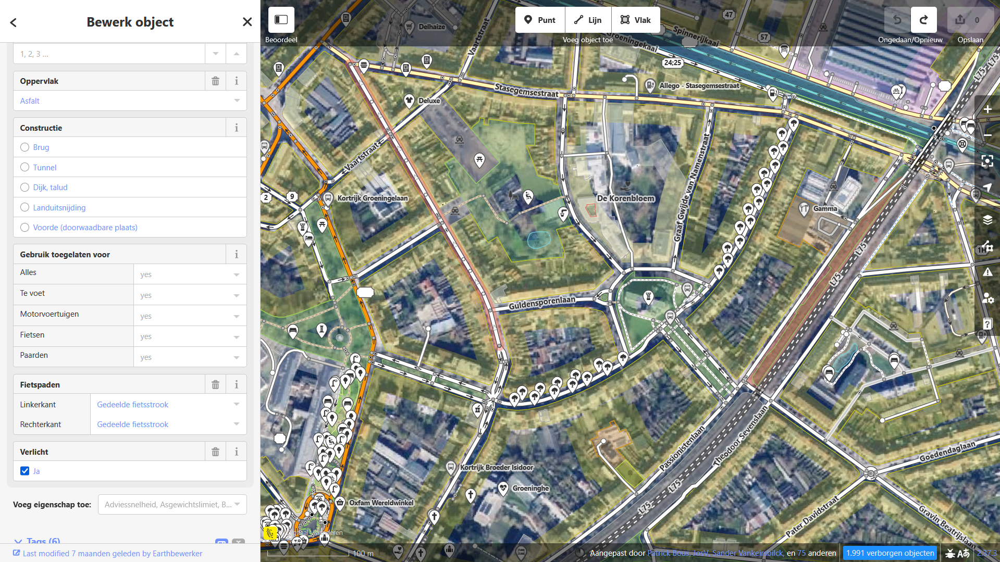 Bewerk object
1, 2, 3 ...
Oppervlak
Asfalt
Constructie
Brug
Tunnel
Dijk, talud
Landuitsnijding
Voorde (doorwaadbare plaats)
Gebruik toegelaten voor
Alles
yes
Te voet
yes
Motorvoertuigen
yes
Fietsen
yes
Paarden
yes
Fietspaden
Linkerkant
Gedeelde fietsstrook
Rechterkant
Gedeelde fietsstrook
Verlicht
Ja
Voeg eigenschap toe:
Adviessnelheid, Asgewichtslimiet, B...
Tags (6)
Last modified 7 maanden geleden by Earthbewerker
Beoordeel
Punt
Lijn
Vlak
Voeg object toe
Ongedaan/Opnieuw
0
Opslaan
Delhaize
Vaartstraat
Groeningekaai
Spinnerijkaai
47
57
24;25
L75
L75
Stasegemsestraat
Allego - Stasegemsestraat
Deluxe
Vaartstraat
Graaf Gwijde van Namenstraat
2
9
Kortrijk Groeningelaan
De Korenbloem
Gamma
1H
L75
L75
Guldensporenlaan
Passionistenlaan
Theodoor Sevenslaan
Goedendaglaan
Kortrijk Broeder Isidoor
Groeninghe
L75
L75
Oxfam Wereldwinkel
Pater Davidstraat
Gravin Beatrijslaan
100 m
Aangepast door Patrick Bous, JosV, Sander Vankeirsbilck, en 75 anderen
1.991 verborgen objecten
2.37.3